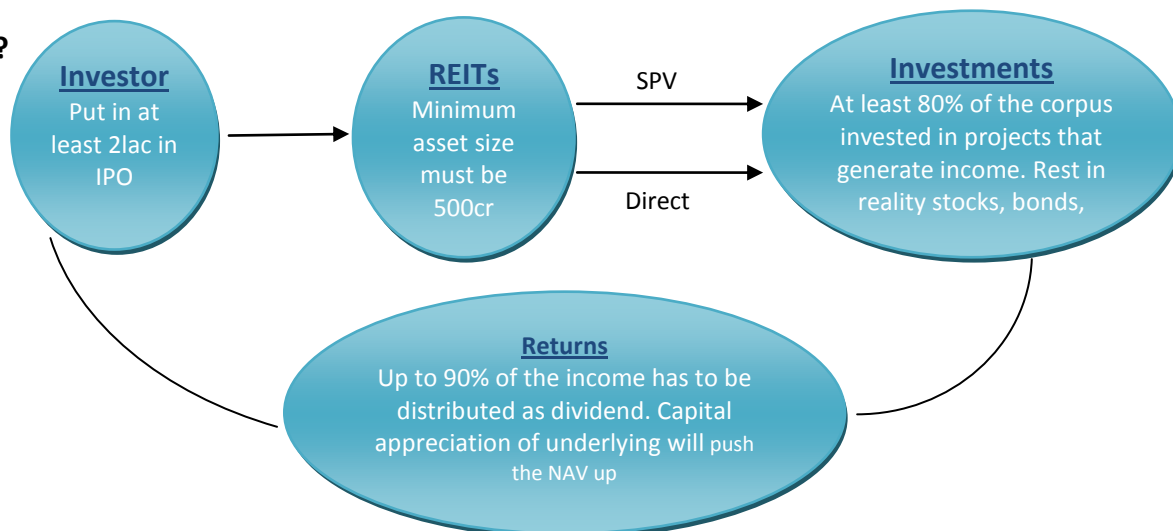 ?
Investor
Put in at
least 2lac in
IPO
REITs
Minimum
asset size
must be
500cr
SPV
Direct
Investments
At least 80% of the corpus
invested in projects that
generate income. Rest in
reality stocks, bonds,
Returns
Up to 90% of the income has to be
distributed as dividend. Capital
appreciation of underlying will push
the NAV up